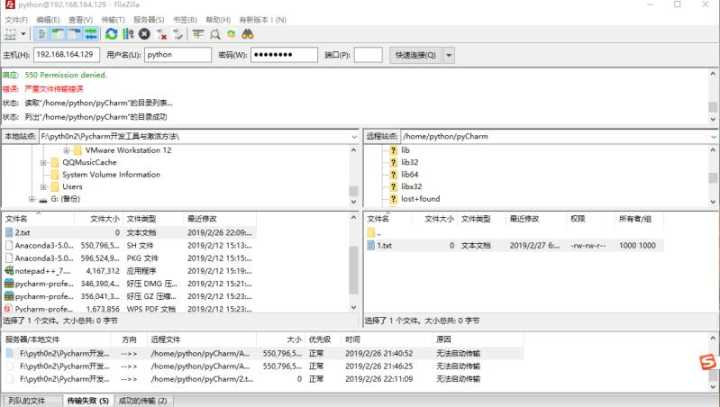 python@192.168.164.129 - FileZilla
文件(F) 编辑(E) 查看(V) 传输(T) 服务器(S) 书签(B) 帮助(H) 有新版本！(N)
主机(H): 192.168.164.129 用户名(U): python 密码(W): ●●●●●●●● 端口(P): 快速连接(Q)
响应: 550 Permission denied.
错误: 严重文件传输错误
状态: 读取"/home/python/pyCharm"的目录列表...
状态: 列出"/home/python/pyCharm"的目录成功
本地站点: F:\pyth0n2\Pycharm开发工具与激活方法\
远程站点: /home/python/pyCharm
VMware Workstation 12
QQMusicCache
System Volume Information
Users
G: (备份)
lib
lib32
lib64
libx32
lost+found
文件名 文件大小 文件类型 最近修改
2.txt 0 文本文档 2019/2/26 22:09:...
Anaconda3-5.0... 550,796,5... SH 文件 2019/2/12 15:13:...
Anaconda3-5.0... 596,524,9... PKG 文件 2019/2/12 15:15:...
notepad++_7.... 4,167,312 应用程序 2019/2/12 15:19:...
pycharm-profe... 346,390,4... 好压 DMG 压... 2019/2/12 15:21:...
pycharm-profe... 356,041,3... 好压 GZ 压缩... 2019/2/12 15:23:...
Pycharm-profe... 1,673,856 WPS PDF 文档 2019/2/12 15:23:...
选择了 1 个文件。大小总共: 0 字节
文件名 文件大小 文件类型 最近修改 权限 所有者/组
..
1.txt 0 文本文档 2019/2/27 6:... -rw-rw-r-- 1000 1000
选择了 1 个文件。大小总共: 0 字节
服务器/本地文件 方向 远程文件 大小 优先级 时间 原因
F:\pyth0n2\Pycharm开发... -->> /home/python/pyCharm/A... 550,796,5... 正常 2019/2/26 21:40:52 无法启动传输
F:\pyth0n2\Pycharm开发... -->> /home/python/pyCharm/A... 550,796,5... 正常 2019/2/26 21:46:25 无法启动传输
F:\pyth0n2\Pycharm开发... -->> /home/python/pyCharm/2.t... 0 正常 2019/2/26 22:11:09 无法启动传输
列队的文件 传输失败 (5) 成功的传输 (2)